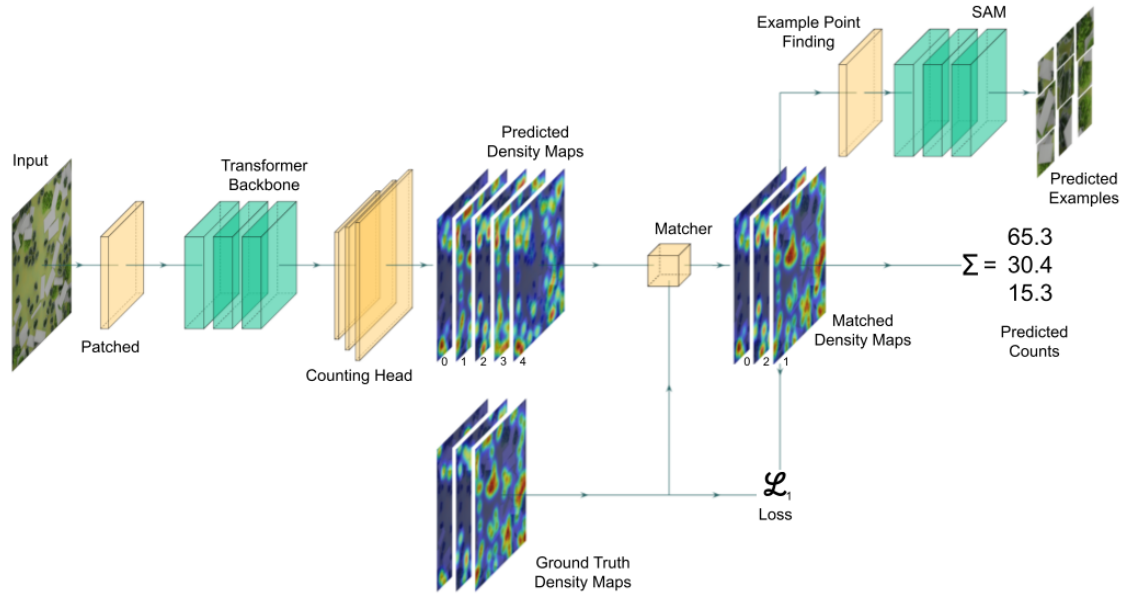 Input
Patched
Transformer
Backbone
Counting Head
Predicted
Density Maps
0 1 2 3 4
Ground Truth
Density Maps
Matcher
0 2 1
Matched
Density Maps
ℒ1
Loss
Example Point
Finding
SAM
Predicted
Examples
Σ =
65.3
30.4
15.3
Predicted
Counts